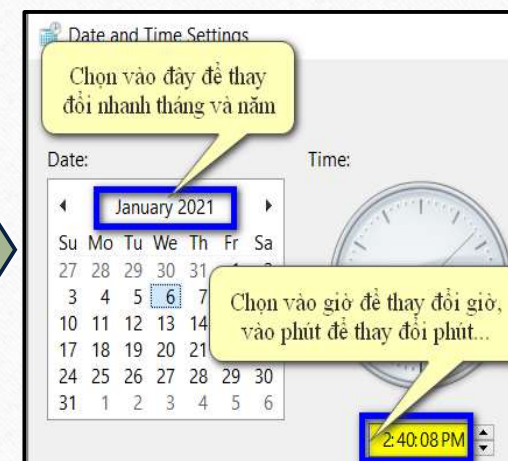 Date and Time Settings
Chọn vào đây để thay
đổi nhanh tháng và năm
Date:
Time:
January 2021
Su Mo Tu We Th Fr Sa
27 28 29 30 31
3 4 5 6 7
Chọn vào giờ để thay đổi giờ,
vào phút để thay đổi phút...
10 11 12 13 14
17 18 19 20 21
24 25 26 27 28 29 30
31 1 2 3 4 5 6
2:40:08 PM